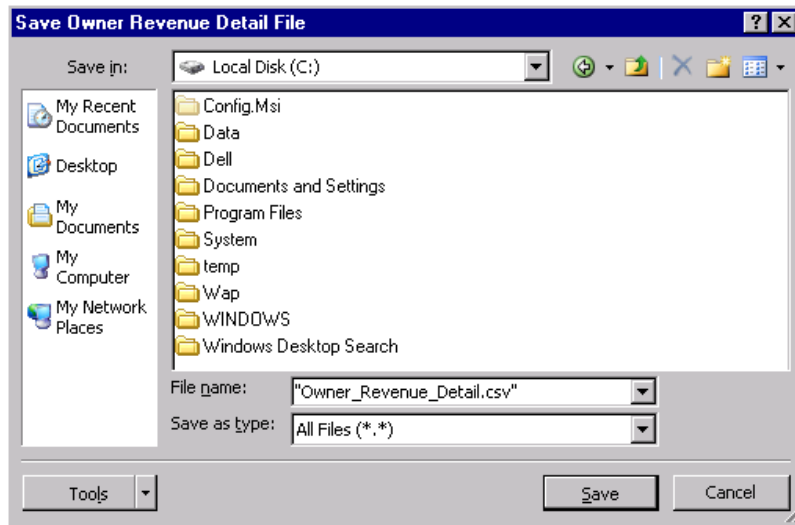 Save Owner Revenue Detail File
Save in:
Local Disk (C:)
My Recent
Documents
Desktop
My
Documents
My
Computer
My Network
Places
Config.Msi
Data
Dell
Documents and Settings
Program Files
System
temp
Wap
WINDOWS
Windows Desktop Search
File name:
"Owner_Revenue_Detail.csv"
Save as type:
All Files (*.*)
Tools
Save
Cancel